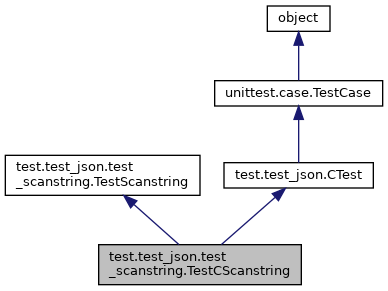 object
unittest.case.TestCase
test.test_json.test
_scanstring.TestScanstring
test.test_json.CTest
test.test_json.test
_scanstring.TestCScanstring